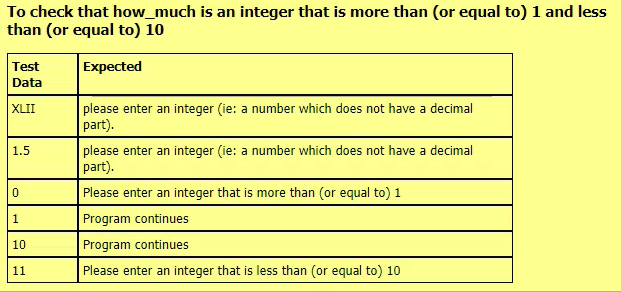 To check that how_much is an integer that is more than (or equal to) 1 and less
than (or equal to) 10
Test Data Expected
XLII please enter an integer (ie: a number which does not have a decimal
part).
1.5 please enter an integer (ie: a number which does not have a decimal
part).
0 Please enter an integer that is more than (or equal to) 1
1 Program continues
10 Program continues
11 Please enter an integer that is less than (or equal to) 10